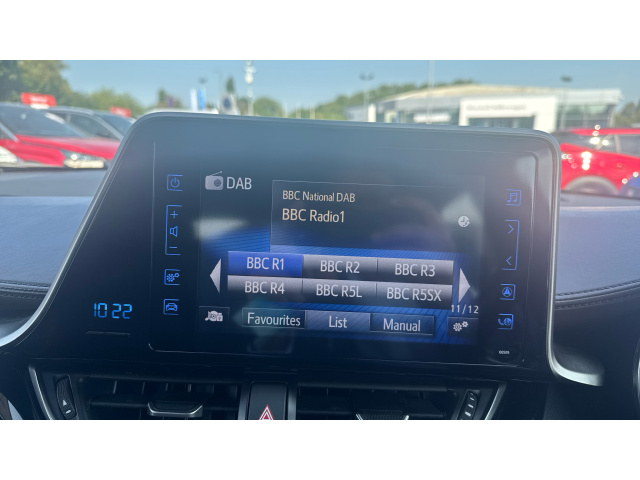 DAB
BBC National DAB
BBC Radio1
BBC R1 BBC R2 BBC R3
BBC R4 BBC R5L BBC R5SX
11/12
Favourites List Manual
10:22